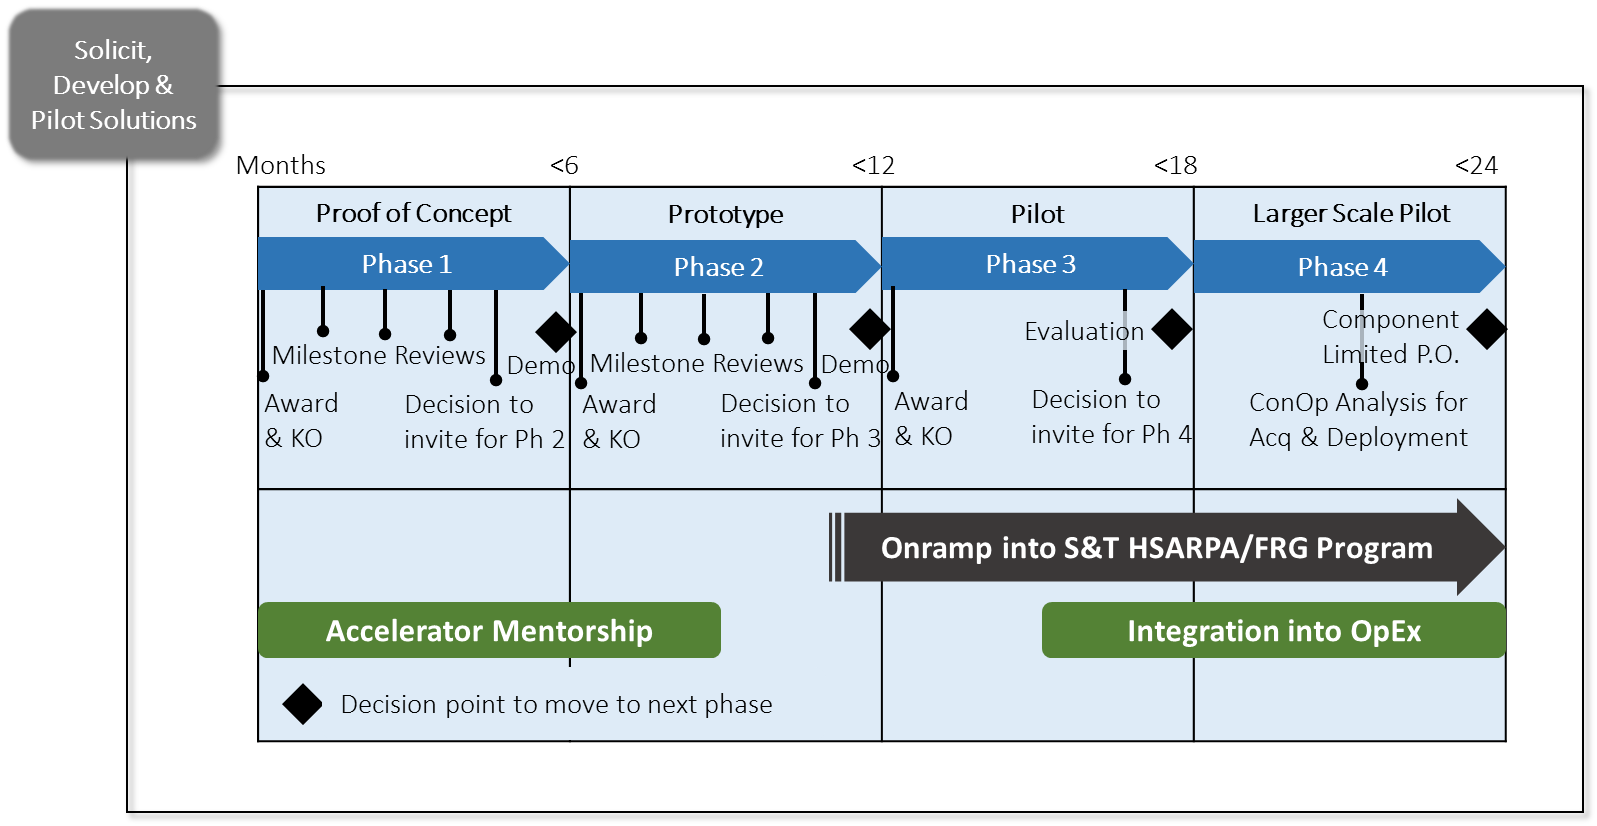 Solicit,
Develop &
Pilot Solutions
Months
<6
<12
<18
<24
Proof of Concept
Prototype
Pilot
Larger Scale Pilot
Phase 1
Phase 2
Phase 3
Phase 4
Milestone Reviews
Demo
Award
& KO
Decision to
invite for Ph 2
Milestone Reviews
Demo
Award
& KO
Decision to
invite for Ph 3
Evaluation
Award
& KO
Decision to
invite for Ph 4
Component
Limited P.O.
ConOp Analysis for
Acq & Deployment
Onramp into S&T HSARPA/FRG Program
Accelerator Mentorship
Integration into OpEx
Decision point to move to next phase